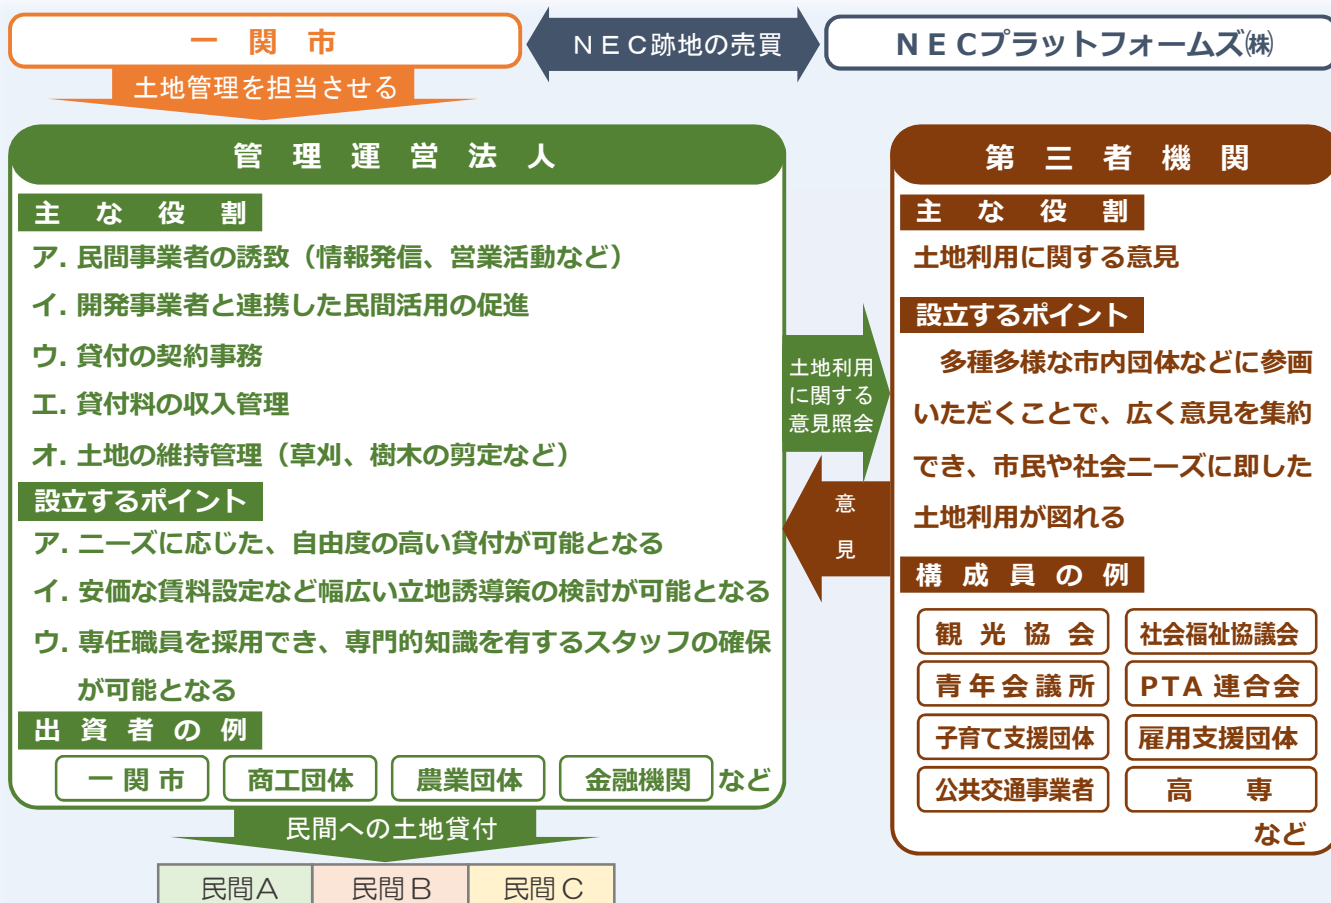 一関市
NEC跡地の売買
NECプラットフォームズ㈱
土地管理を担当させる
管理運営法人
主な役割
ア. 民間事業者の誘致（情報発信、営業活動など）
イ. 開発事業者と連携した民間活用の促進
ウ. 貸付の契約事務
エ. 貸付料の収入管理
オ. 土地の維持管理（草刈、樹木の剪定など）
設立するポイント
ア. ニーズに応じた、自由度の高い貸付が可能となる
イ. 安価な賃料設定など幅広い立地誘導策の検討が可能となる
ウ. 専任職員を採用でき、専門的知識を有するスタッフの確保
が可能となる
出資者の例
一関市
商工団体
農業団体
金融機関
など
土地利用
に関する
意見照会
意
見
第三者機関
主な役割
土地利用に関する意見
設立するポイント
多種多様な市内団体などに参画
いただくことで、広く意見を集約
でき、市民や社会ニーズに即した
土地利用が図れる
構成員の例
観光協会
社会福祉協議会
青年会議所
PTA 連合会
子育て支援団体
雇用支援団体
公共交通事業者
高専
など
民間への土地貸付
民間A
民間B
民間C